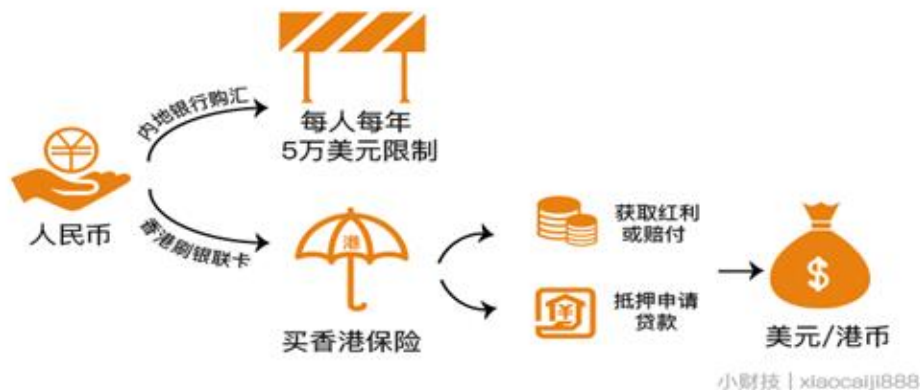 内地银行购汇
每人每年
5万美元限制
人民币
香港刷银联卡
港
买香港保险
获取红利
或赔付
抵押申请
贷款
$
美元/港币
小财技 | xiaocaiji888